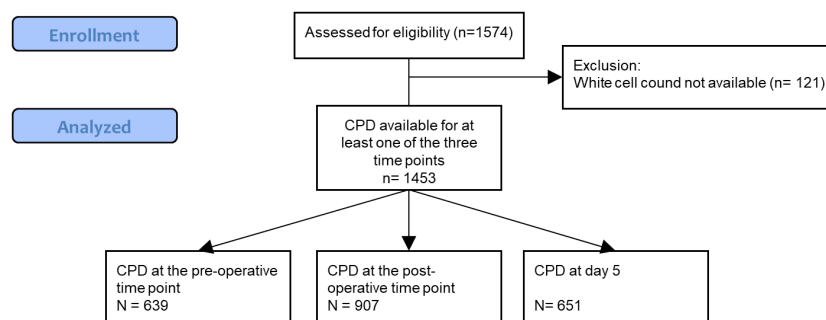 Enrollment
Assessed for eligibility (n=1574)
Exclusion:
White cell cound not available (n= 121)
Analyzed
CPD available for at
least one of the three
time points
n= 1453
CPD at the pre-operative
time point
N = 639
CPD at the post-
operative time point
N = 907
CPD at day 5
N= 651